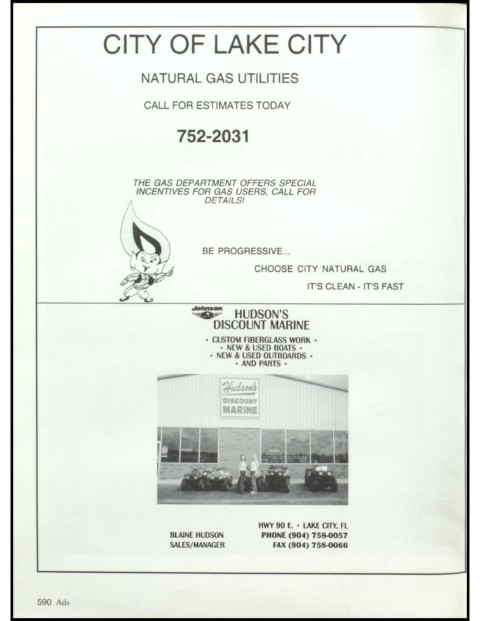 CITY OF LAKE CITY
NATURAL GAS UTILITIES
CALL FOR ESTIMATES TODAY
752-2031
THE GAS DEPARTMENT OFFERS SPECIAL
INCENTIVES FOR GAS USERS, CALL FOR
DETAILS!
BE PROGRESSIVE...
CHOOSE CITY NATURAL GAS
IT'S CLEAN - IT'S FAST
Johnson
HUDSON'S
DISCOUNT MARINE
• CUSTOM FIBERGLASS WORK •
• NEW & USED BOATS •
• NEW & USED OUTBOARDS •
• AND PARTS •
Hudson's
DISCOUNT
MARINE
HWY 90 E. • LAKE CITY, FL
BLAINE HUDSON PHONE (904) 758-0057
SALES/MANAGER FAX (904) 758-0066
590 Ads